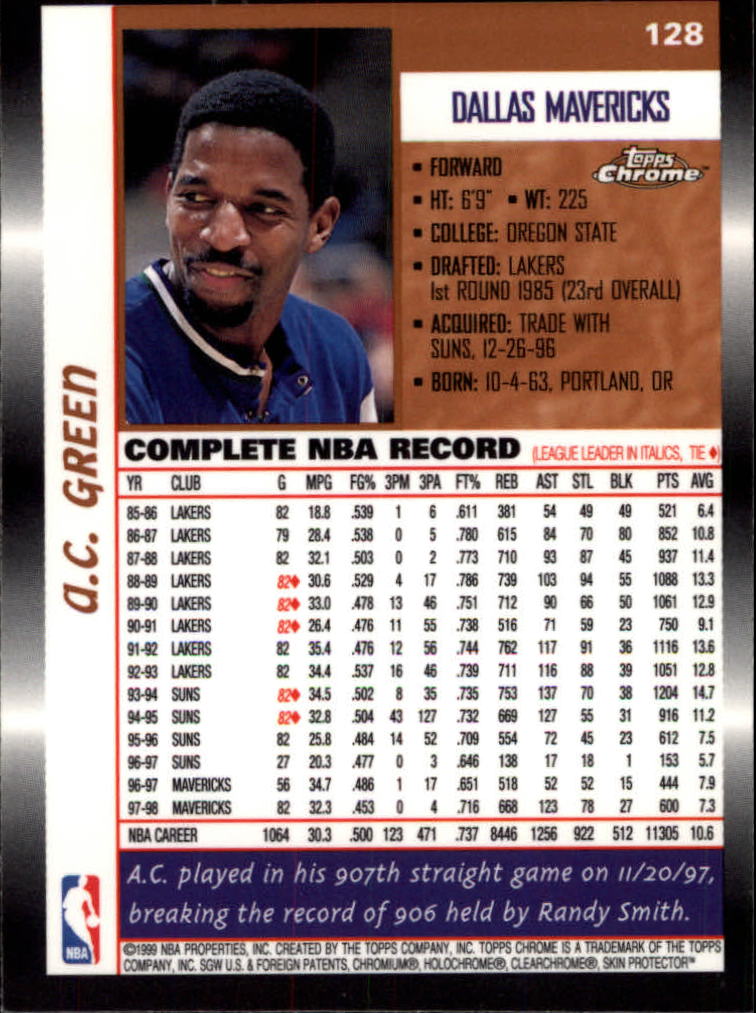 128
DALLAS MAVERICKS
topps Chrome™
▪ FORWARD
▪ HT: 6'9" ▪ WT: 225
▪ COLLEGE: OREGON STATE
▪ DRAFTED: LAKERS
1st ROUND 1985 (23rd OVERALL)
▪ ACQUIRED: TRADE WITH
SUNS, 12-26-96
▪ BORN: 10-4-63, PORTLAND, OR
a.c. GREEN
COMPLETE NBA RECORD (LEAGUE LEADER IN ITALICS, TIE ♦)
YR CLUB G MPG FG% 3PM 3PA FT% REB AST STL BLK PTS AVG
85-86 LAKERS 82 18.8 .539 1 6 .611 381 54 49 49 521 6.4
86-87 LAKERS 79 28.4 .538 0 5 .780 615 84 70 80 852 10.8
87-88 LAKERS 82 32.1 .503 0 2 .773 710 93 87 45 937 11.4
88-89 LAKERS 82♦ 30.6 .529 4 17 .786 739 103 94 55 1088 13.3
89-90 LAKERS 82♦ 33.0 .478 13 46 .751 712 90 66 50 1061 12.9
90-91 LAKERS 82♦ 26.4 .476 11 55 .738 516 71 59 23 750 9.1
91-92 LAKERS 82 35.4 .476 12 56 .744 762 117 91 36 1116 13.6
92-93 LAKERS 82 34.4 .537 16 46 .739 711 116 88 39 1051 12.8
93-94 SUNS 82♦ 34.5 .502 8 35 .735 753 137 70 38 1204 14.7
94-95 SUNS 82♦ 32.8 .504 43 127 .732 669 127 55 31 916 11.2
95-96 SUNS 82 25.8 .484 14 52 .709 554 72 45 23 612 7.5
96-97 SUNS 27 20.3 .477 0 3 .646 138 17 18 1 153 5.7
96-97 MAVERICKS 56 34.7 .486 1 17 .651 518 52 52 15 444 7.9
97-98 MAVERICKS 82 32.3 .453 0 4 .716 668 123 78 27 600 7.3
NBA CAREER 1064 30.3 .500 123 471 .737 8446 1256 922 512 11305 10.6
A.C. played in his 907th straight game on 11/20/97,
breaking the record of 906 held by Randy Smith.
NBA
©1999 NBA PROPERTIES, INC. CREATED BY THE TOPPS COMPANY, INC. TOPPS CHROME IS A TRADEMARK OF THE TOPPS
COMPANY, INC. SGW U.S. & FOREIGN PATENTS, CHROMIUM®, HOLOCHROME®, CLEARCHROME®, SKIN PROTECTOR™